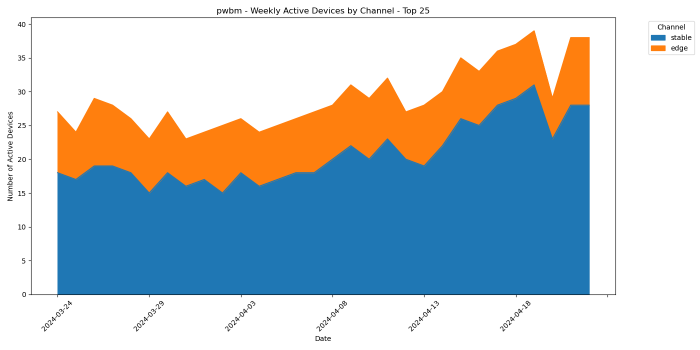 pwbm - Weekly Active Devices by Channel - Top 25
Channel
stable
edge
Number of Active Devices
40
35
30
25
20
15
10
5
0
2024-03-24
2024-03-29
2024-04-03
2024-04-08
2024-04-13
2024-04-18
Date